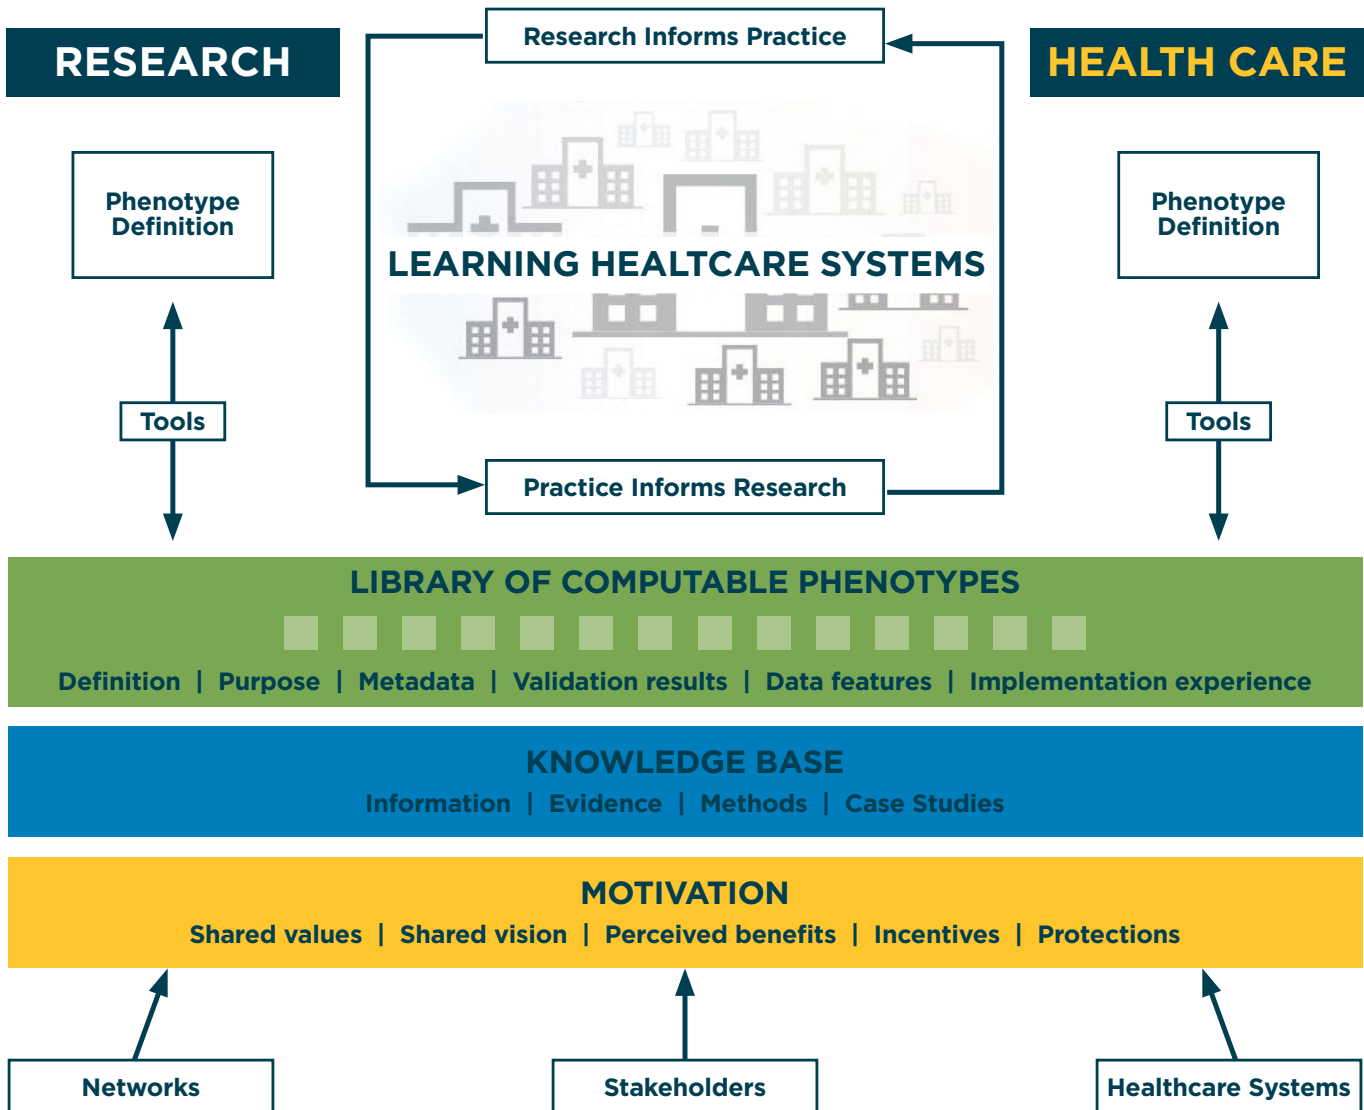 RESEARCH
Research Informs Practice
HEALTH CARE
Phenotype
Definition
Phenotype
Definition
LEARNING HEALTCARE SYSTEMS
Tools
Tools
Practice Informs Research
LIBRARY OF COMPUTABLE PHENOTYPES
Definition | Purpose | Metadata | Validation results | Data features | Implementation experience
KNOWLEDGE BASE
Information | Evidence | Methods | Case Studies
MOTIVATION
Shared values | Shared vision | Perceived benefits | Incentives | Protections
Networks
Stakeholders
Healthcare Systems